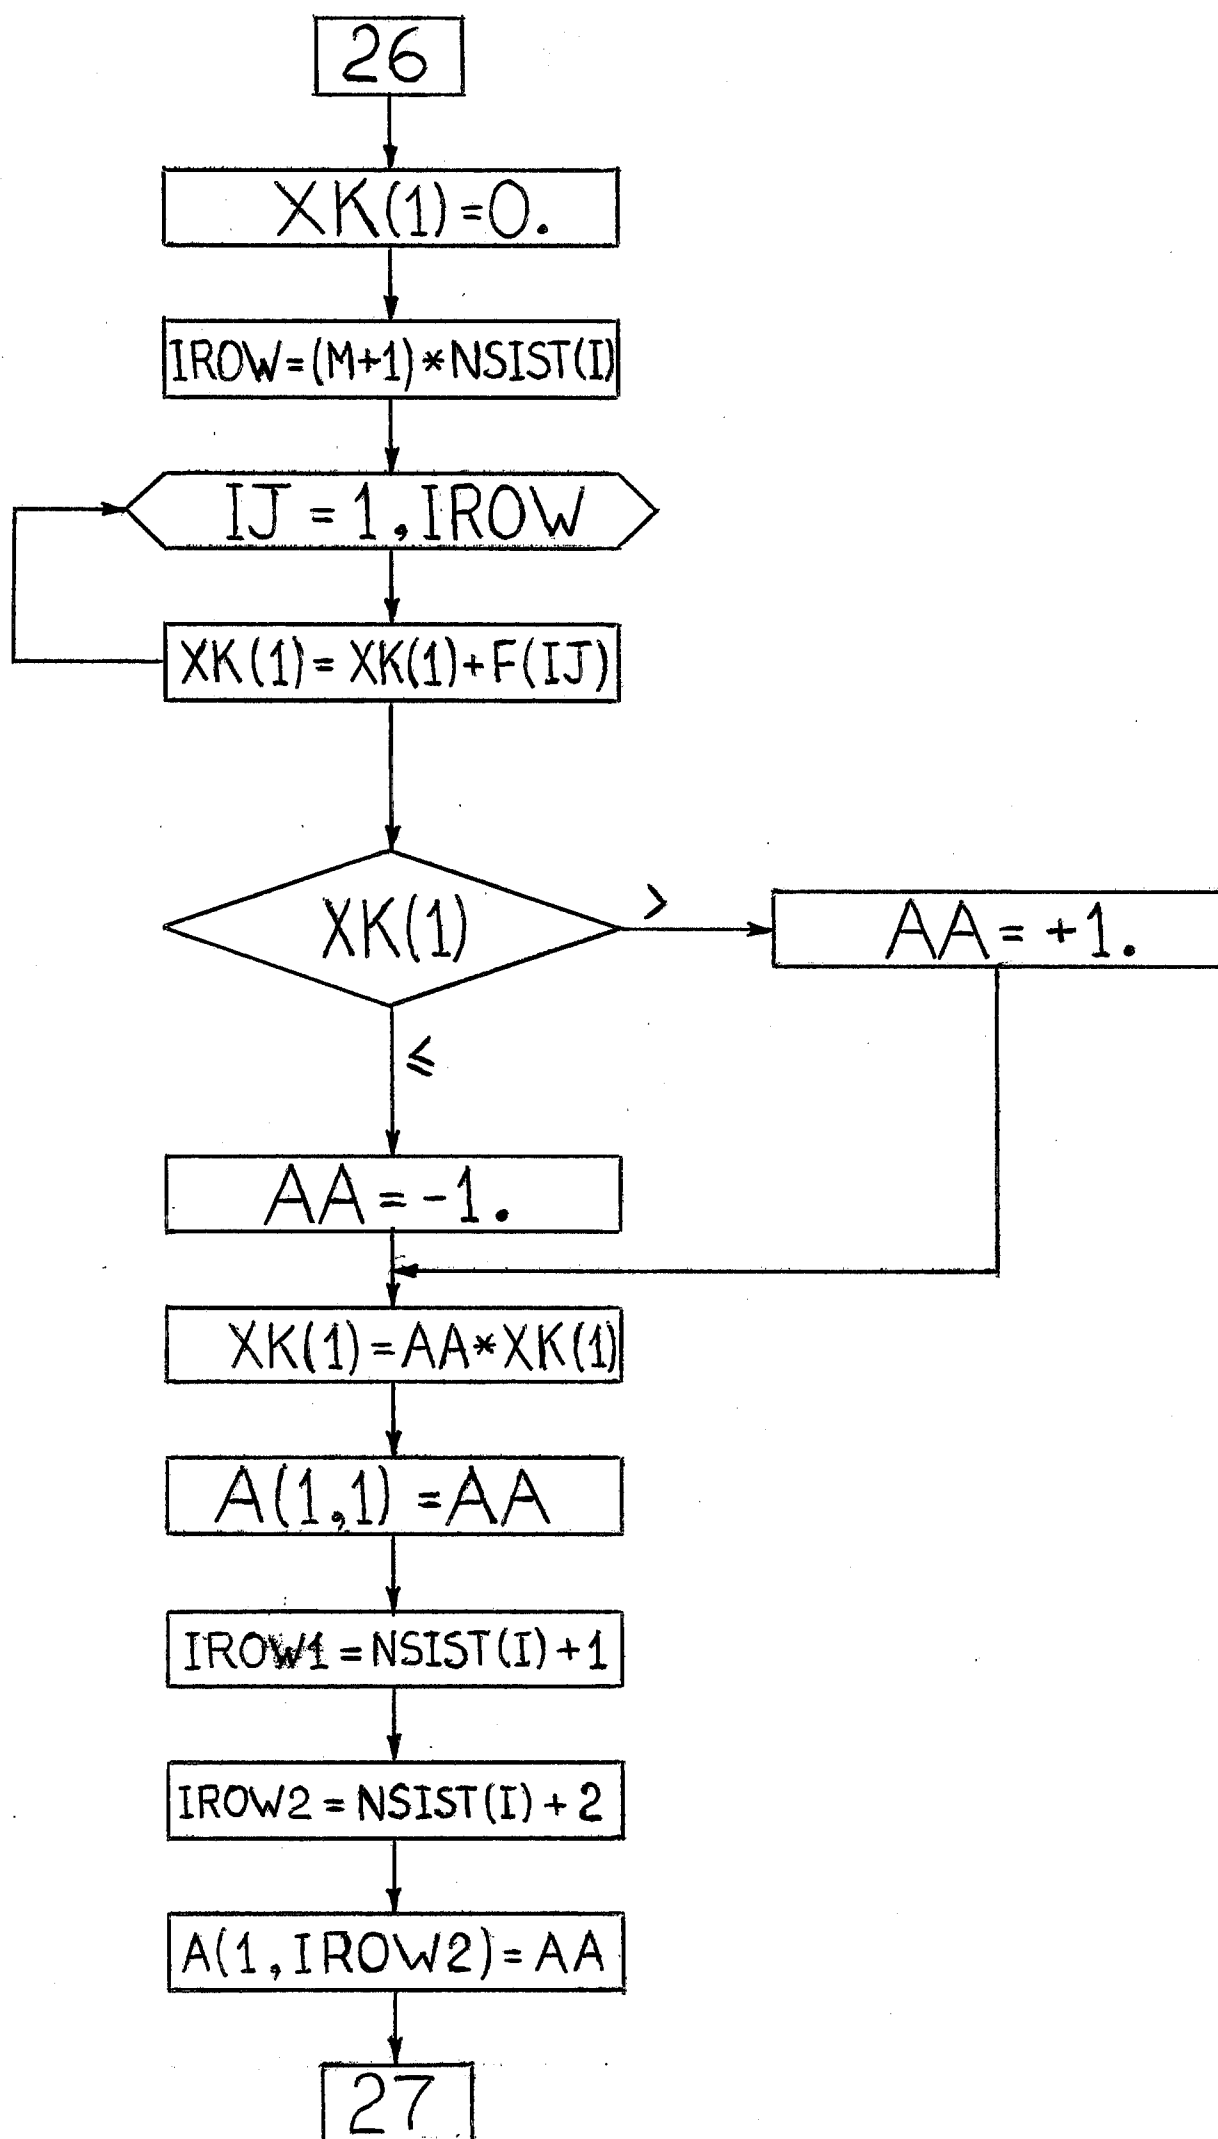 26
XK(1)=0.
IROW=(M+1)*NSIST(I)
IJ=1,IROW
XK(1)=XK(1)+F(IJ)
XK(1)
>
AA=+1.
≤
AA=-1.
XK(1)=AA*XK(1)
A(1,1)=AA
IROW1=NSIST(I)+1
IROW2=NSIST(I)+2
A(1,IROW2)=AA
27